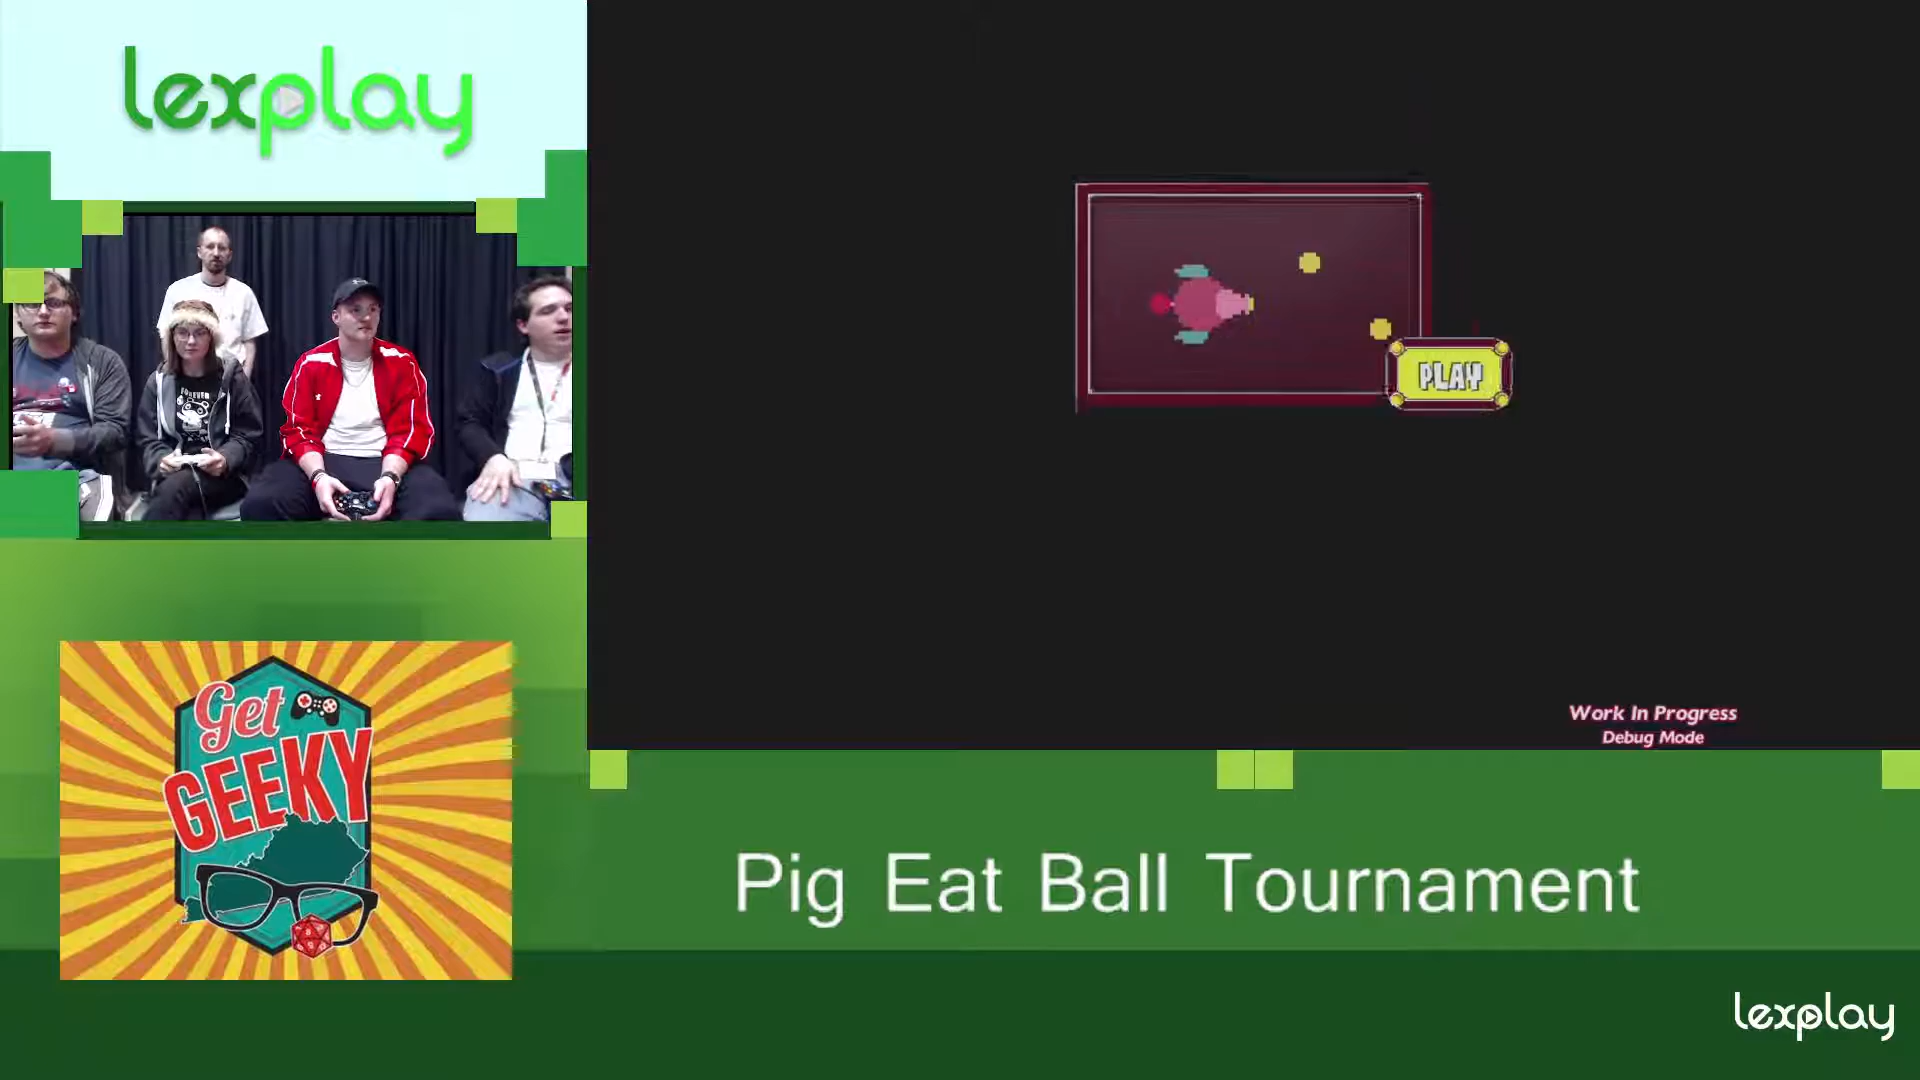 lexplay
PLAY
Work In Progress
Debug Mode
Get
GEEKY
Pig Eat Ball Tournament
lexplay